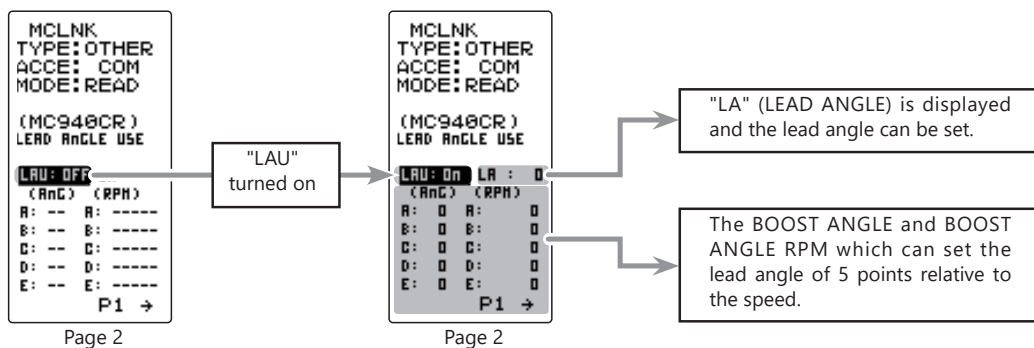 MCLNK
TYPE:OTHER
ACCE: COM
MODE:READ
(MC940CR)
LEAD AnGLE USE
LAU: OFF
(AnG) (RPM)
A: -- A: -----
B: -- B: -----
C: -- C: -----
D: -- D: -----
E: -- E: -----
P1 →
Page 2
"LAU"
turned on
MCLNK
TYPE:OTHER
ACCE: COM
MODE:READ
(MC940CR)
LEAD AnGLE USE
LAU: On LA : 0
(AnG) (RPM)
A: 0 A: 0
B: 0 B: 0
C: 0 C: 0
D: 0 D: 0
E: 0 E: 0
P1 →
Page 2
"LA" (LEAD ANGLE) is displayed
and the lead angle can be set.
The BOOST ANGLE and BOOST
ANGLE RPM which can set the
lead angle of 5 points relative to
the speed.